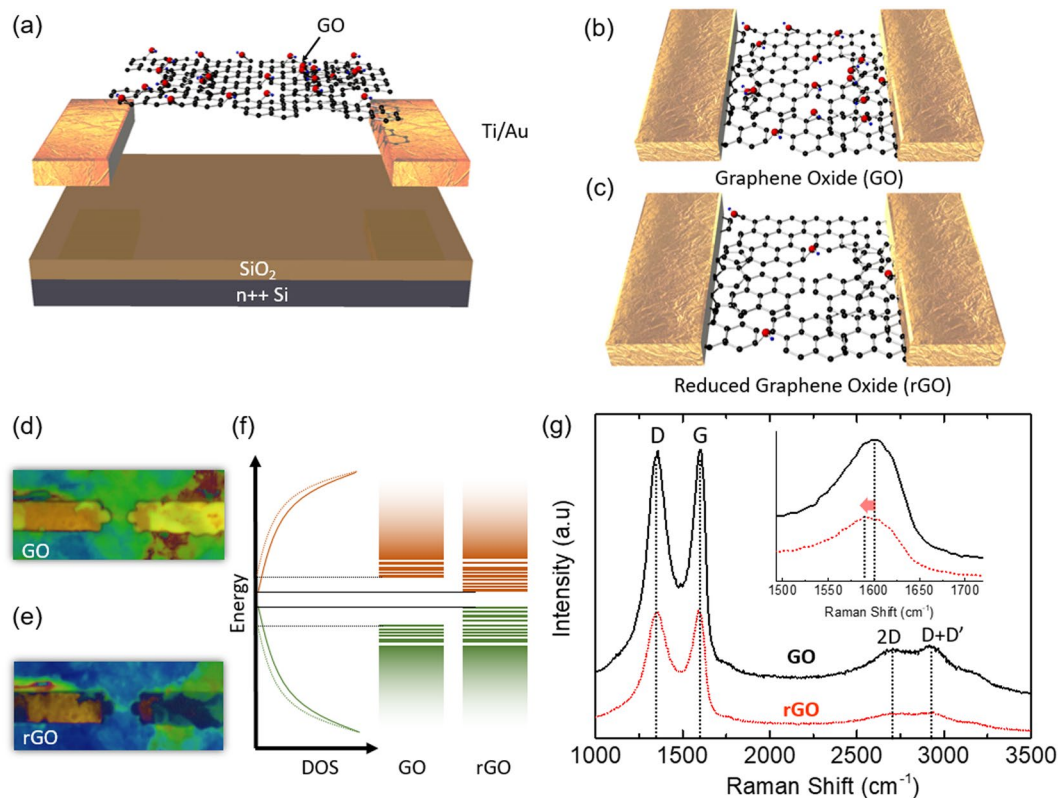 (a)
GO
Ti/Au
SiO₂
n++ Si
(b)
Graphene Oxide (GO)
(c)
Reduced Graphene Oxide (rGO)
(d)
GO
(e)
rGO
(f)
Energy
DOS
GO
rGO
(g)
D
G
2D
D+D’
GO
rGO
Intensity (a.u)
1000 1500 2000 2500 3000 3500
Raman Shift (cm⁻¹)
1500 1550 1600 1650 1700
Raman Shift (cm⁻¹)